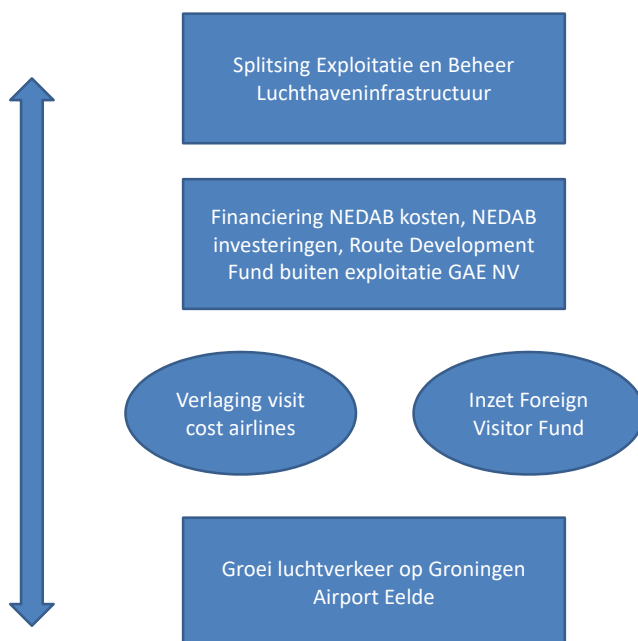 Splitsing Exploitatie en Beheer
Luchthaveninfrastructuur
Financiering NEDAB kosten, NEDAB
investeringen, Route Development
Fund buiten exploitatie GAE NV
Verlaging visit
cost airlines
Inzet Foreign
Visitor Fund
Groei luchtverkeer op Groningen
Airport Eelde